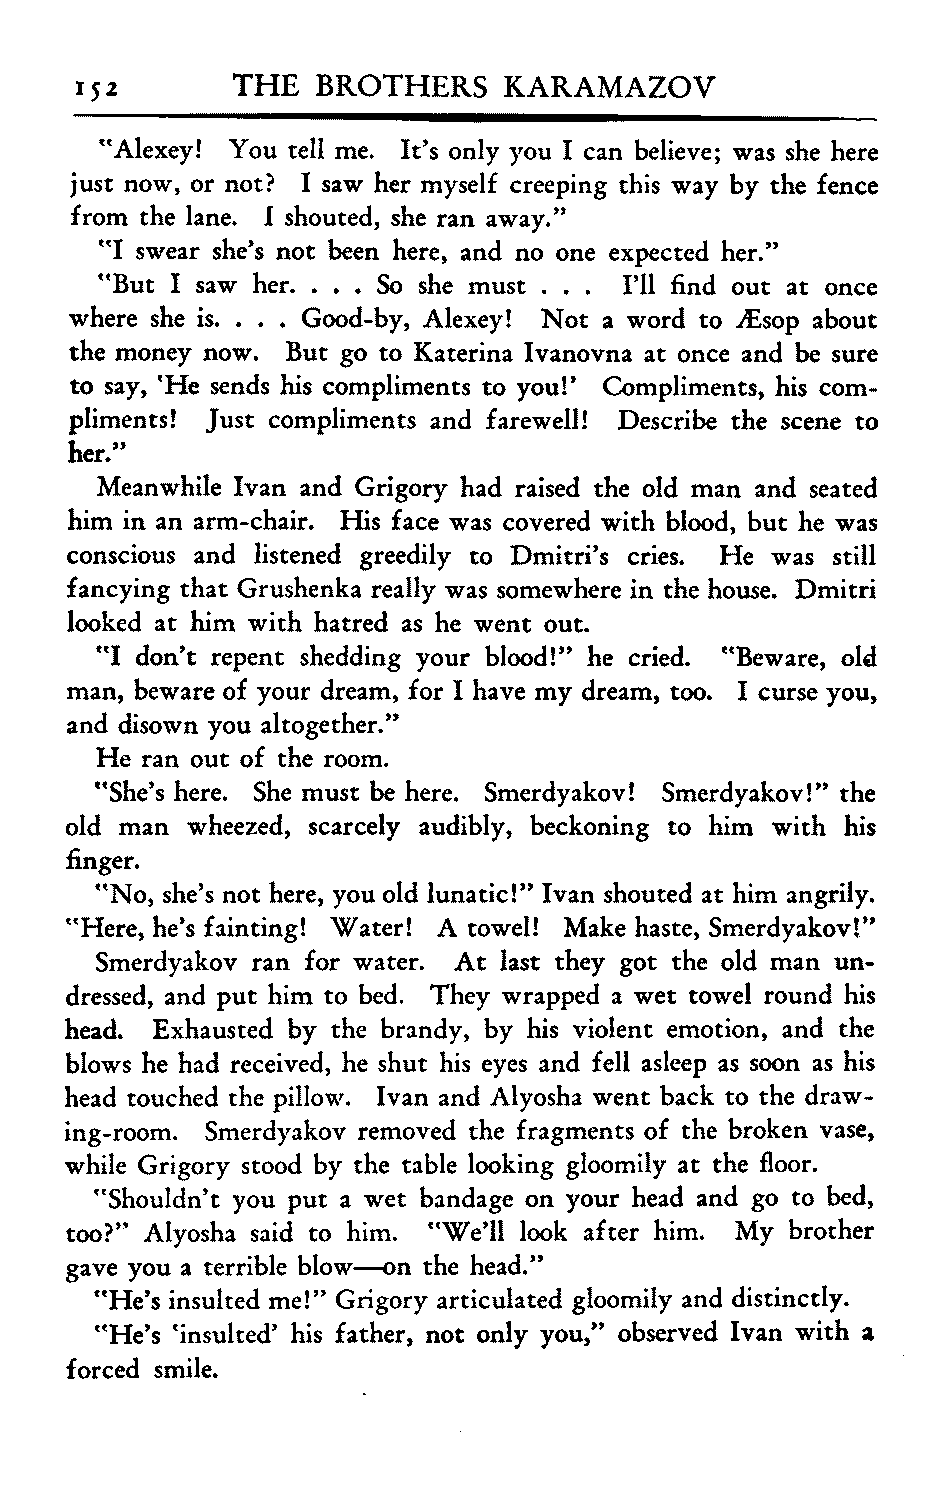 152 THE BROTHERS KARAMAZOV
"Alexey! You tell me. It's only you I can believe; was she here
just now, or not? I saw her myself creeping this way by the fence
from the lane. I shouted, she ran away."
"I swear she's not been here, and no one expected her."
"But I saw her. . . . So she must . . . I'll find out at once
where she is. . . . Good-by, Alexey! Not a word to Æsop about
the money now. But go to Katerina Ivanovna at once and be sure
to say, 'He sends his compliments to you!' Compliments, his com-
pliments! Just compliments and farewell! Describe the scene to
her."
Meanwhile Ivan and Grigory had raised the old man and seated
him in an arm-chair. His face was covered with blood, but he was
conscious and listened greedily to Dmitri's cries. He was still
fancying that Grushenka really was somewhere in the house. Dmitri
looked at him with hatred as he went out.
"I don't repent shedding your blood!" he cried. "Beware, old
man, beware of your dream, for I have my dream, too. I curse you,
and disown you altogether."
He ran out of the room.
"She's here. She must be here. Smerdyakov! Smerdyakov!" the
old man wheezed, scarcely audibly, beckoning to him with his
finger.
"No, she's not here, you old lunatic!" Ivan shouted at him angrily.
"Here, he's fainting! Water! A towel! Make haste, Smerdyakov!"
Smerdyakov ran for water. At last they got the old man un-
dressed, and put him to bed. They wrapped a wet towel round his
head. Exhausted by the brandy, by his violent emotion, and the
blows he had received, he shut his eyes and fell asleep as soon as his
head touched the pillow. Ivan and Alyosha went back to the draw-
ing-room. Smerdyakov removed the fragments of the broken vase,
while Grigory stood by the table looking gloomily at the floor.
"Shouldn't you put a wet bandage on your head and go to bed,
too?" Alyosha said to him. "We'll look after him. My brother
gave you a terrible blow—on the head."
"He's insulted me!" Grigory articulated gloomily and distinctly.
"He's 'insulted' his father, not only you," observed Ivan with a
forced smile.